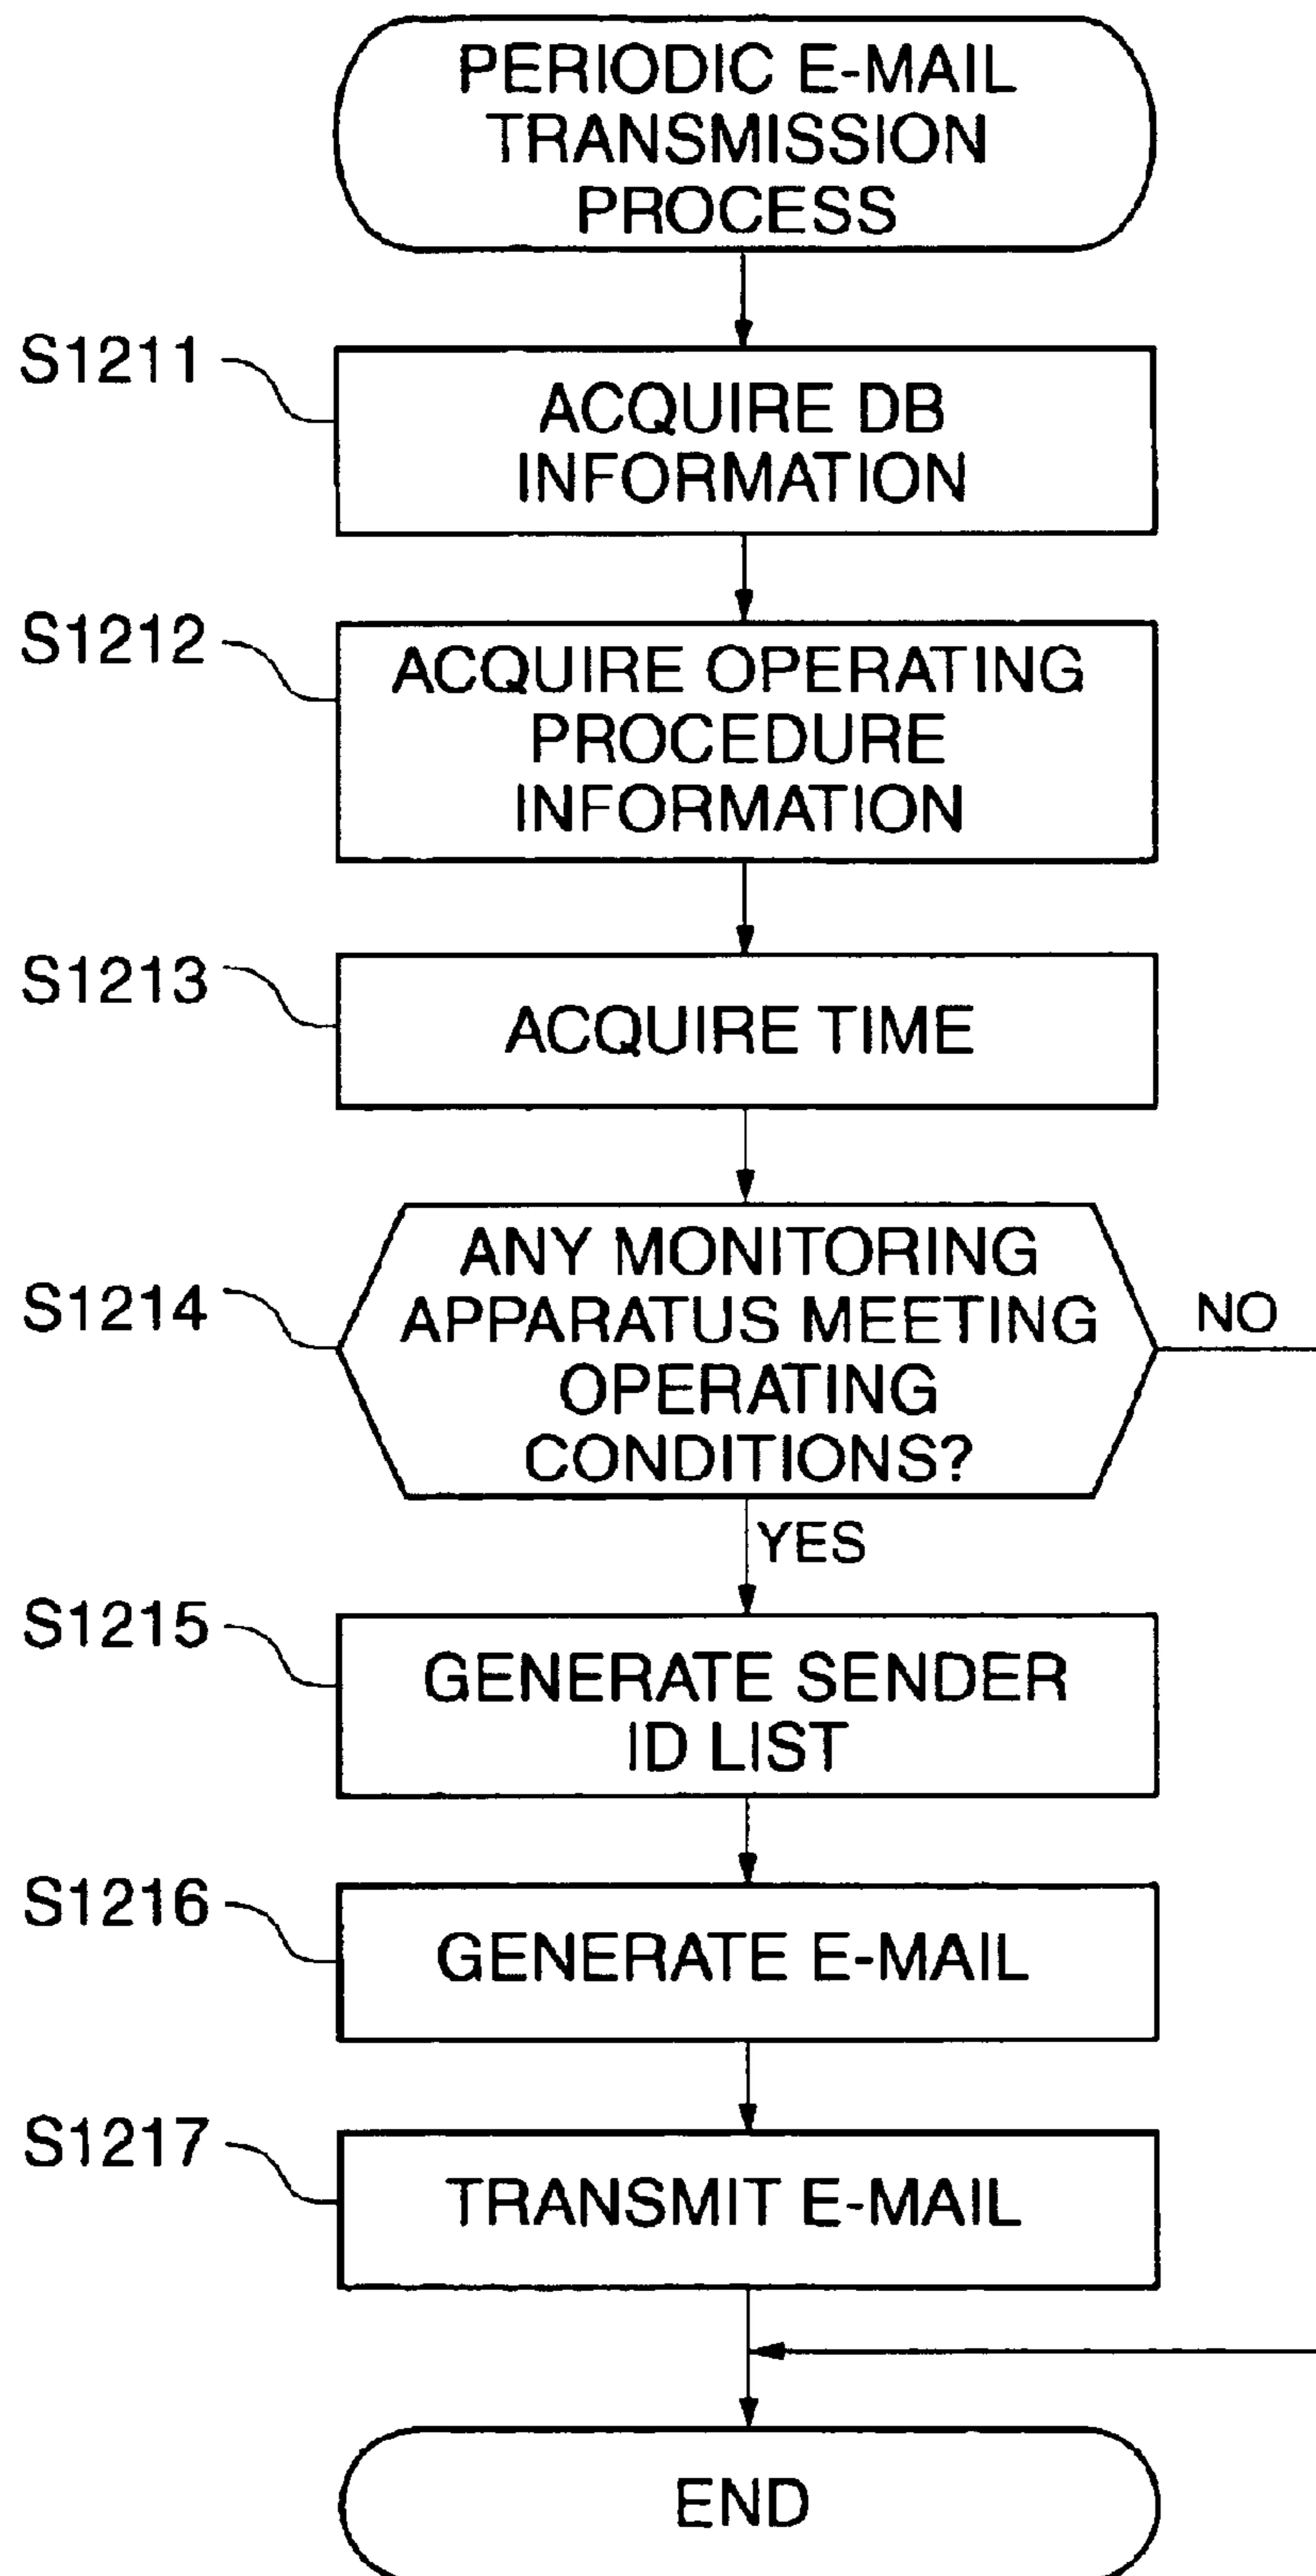 PERIODIC E-MAIL
TRANSMISSION
PROCESS
S1211
ACQUIRE DB
INFORMATION
S1212
ACQUIRE OPERATING
PROCEDURE
INFORMATION
S1213
ACQUIRE TIME
S1214
ANY MONITORING
APPARATUS MEETING
OPERATING
CONDITIONS?
NO
YES
S1215
GENERATE SENDER
ID LIST
S1216
GENERATE E-MAIL
S1217
TRANSMIT E-MAIL
END